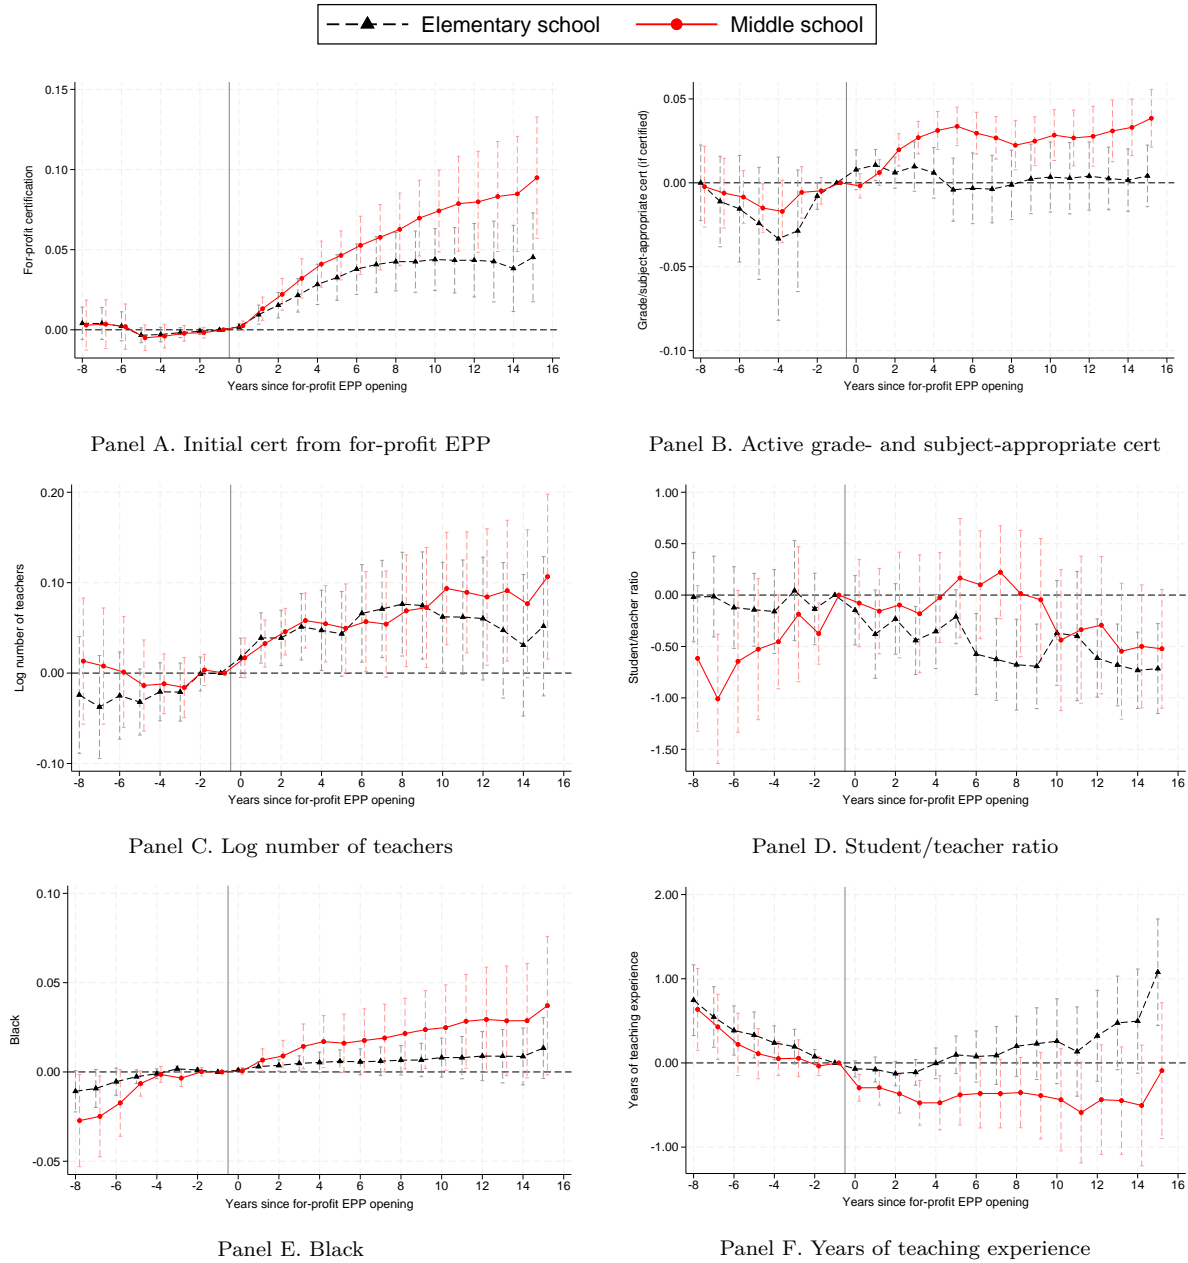 Elementary school Middle school
0.15
0.10
0.05
0.00
For-profit certification
-8 -6 -4 -2 0 2 4 6 8 10 12 14 16
Years since for-profit EPP opening
Panel A. Initial cert from for-profit EPP
0.05
0.00
-0.05
-0.10
Grade/subject-appropriate cert (if certified)
-8 -6 -4 -2 0 2 4 6 8 10 12 14 16
Years since for-profit EPP opening
Panel B. Active grade- and subject-appropriate cert
0.20
0.10
0.00
-0.10
Log number of teachers
-8 -6 -4 -2 0 2 4 6 8 10 12 14 16
Years since for-profit EPP opening
Panel C. Log number of teachers
1.00
0.50
0.00
-0.50
-1.00
-1.50
Student/teacher ratio
-8 -6 -4 -2 0 2 4 6 8 10 12 14 16
Years since for-profit EPP opening
Panel D. Student/teacher ratio
0.10
0.05
0.00
-0.05
Black
-8 -6 -4 -2 0 2 4 6 8 10 12 14 16
Years since for-profit EPP opening
Panel E. Black
2.00
1.00
0.00
-1.00
Years of teaching experience
-8 -6 -4 -2 0 2 4 6 8 10 12 14 16
Years since for-profit EPP opening
Panel F. Years of teaching experience